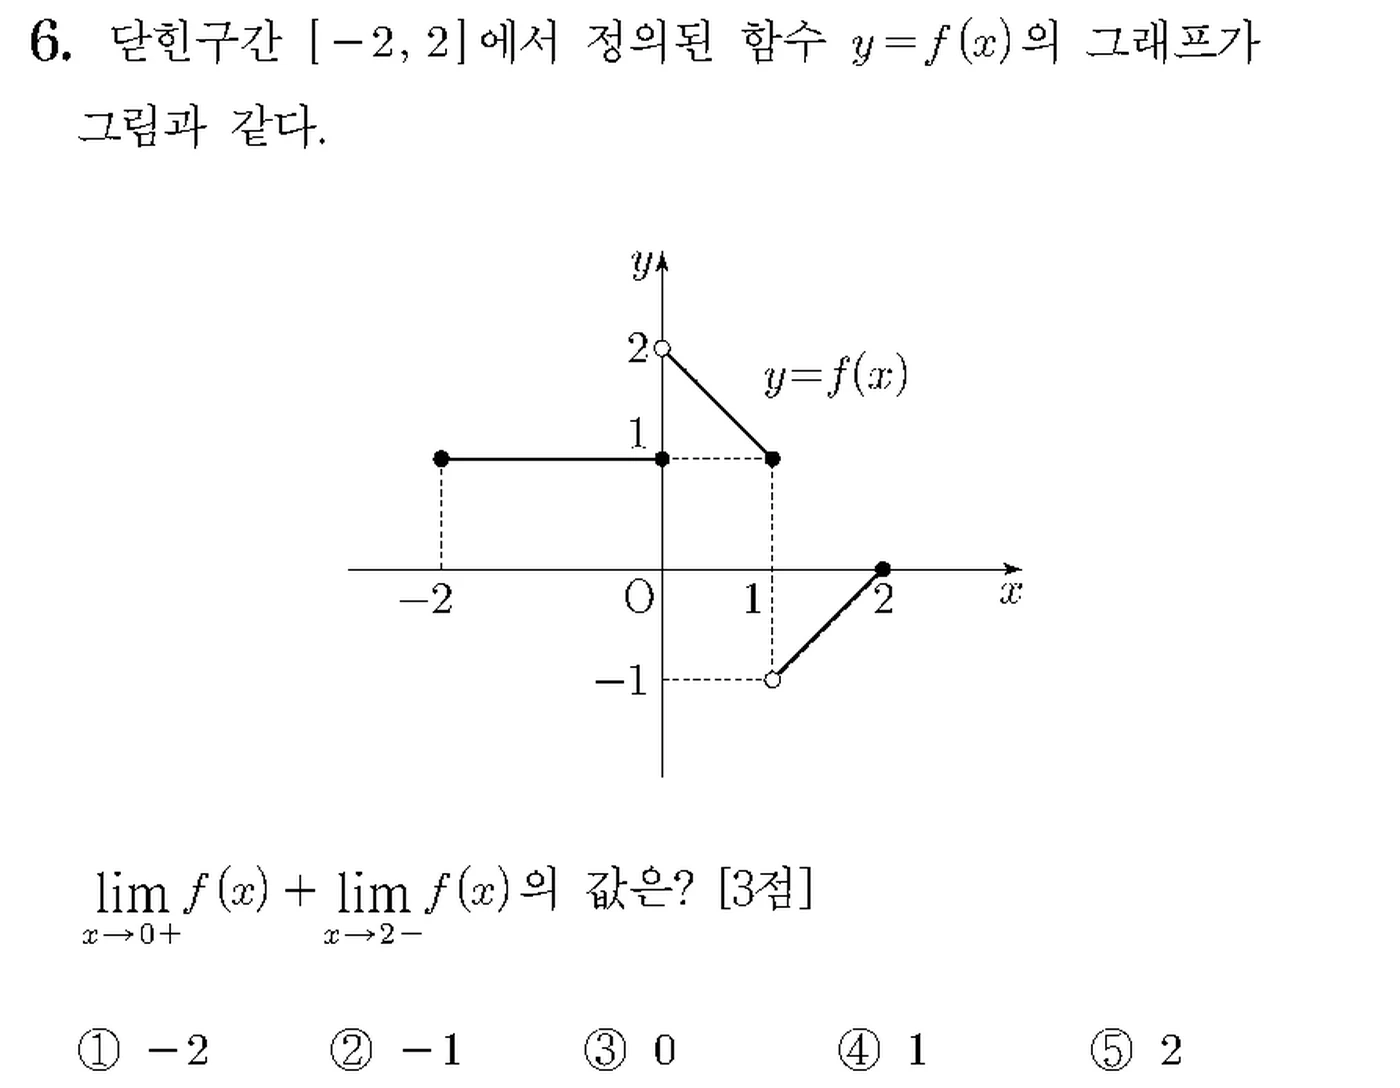 6. 닫힌구간 [-2, 2]에서 정의된 함수 y=f(x)의 그래프가
그림과 같다.
y
2
y=f(x)
1
-2
O
1
2
x
-1
lim f(x) + lim f(x)의 값은? [3점]
x→0+ x→2-
① -2 ② -1 ③ 0 ④ 1 ⑤ 2